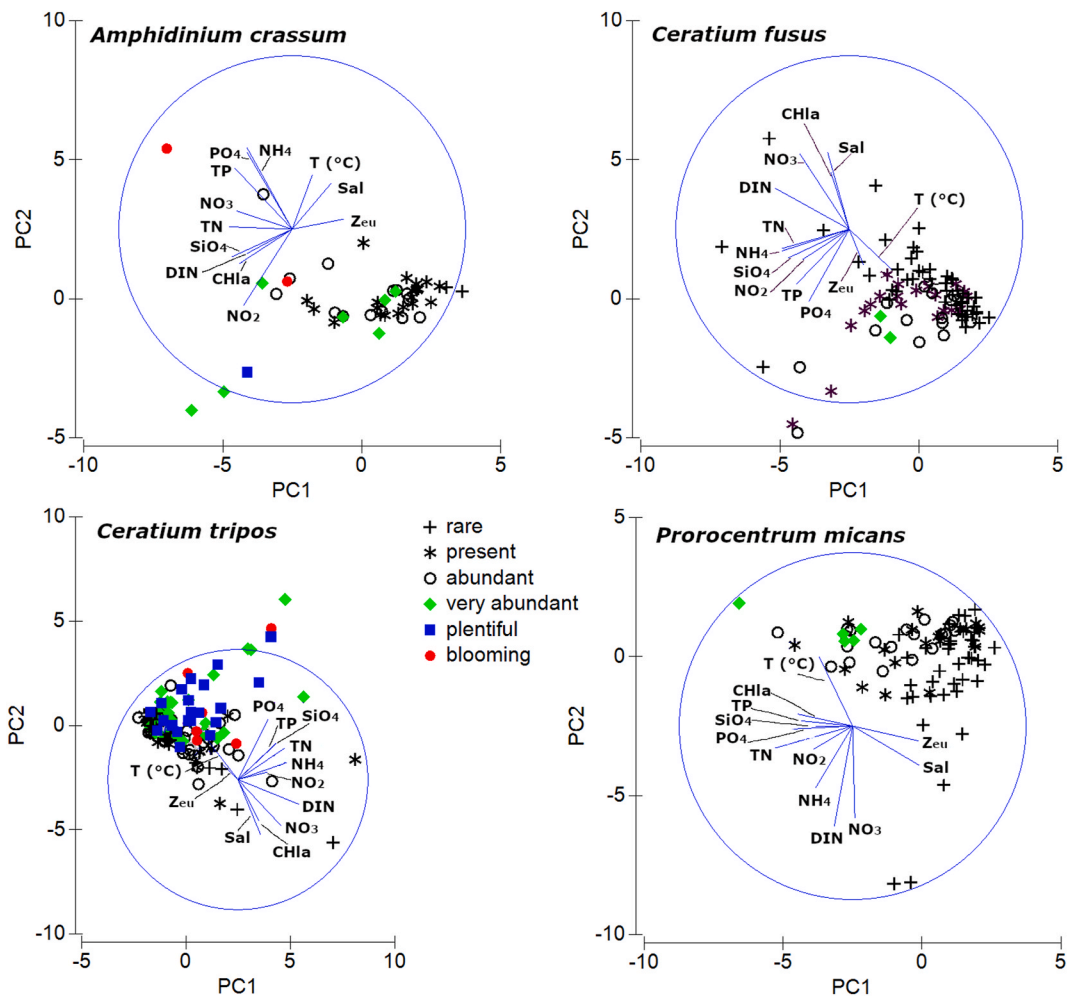 Amphidinium crassum
10
5
0
-5
PC2
PO4
NH4
TP
T (°C)
Sal
NO3
TN
Zeu
SiO4
DIN
CHla
NO2
-10
-5
0
5
PC1
Ceratium fusus
10
5
0
-5
PC2
CHla
Sal
NO3
DIN
T (°C)
TN
NH4
SiO4
NO2
TP
Zeu
PO4
-10
-5
0
5
PC1
Ceratium tripos
10
5
0
-5
-10
PC2
PO4
SiO4
TP
TN
T (°C)
NH4
Zeu
NO2
DIN
NO3
Sal
CHla
-5
0
5
10
PC1
rare
present
abundant
very abundant
plentiful
blooming
Prorocentrum micans
5
0
-5
-10
PC2
T (°C)
CHla
TP
SiO4
PO4
TN
NO2
Zeu
Sal
NH4
DIN
NO3
-10
-5
0
5
PC1